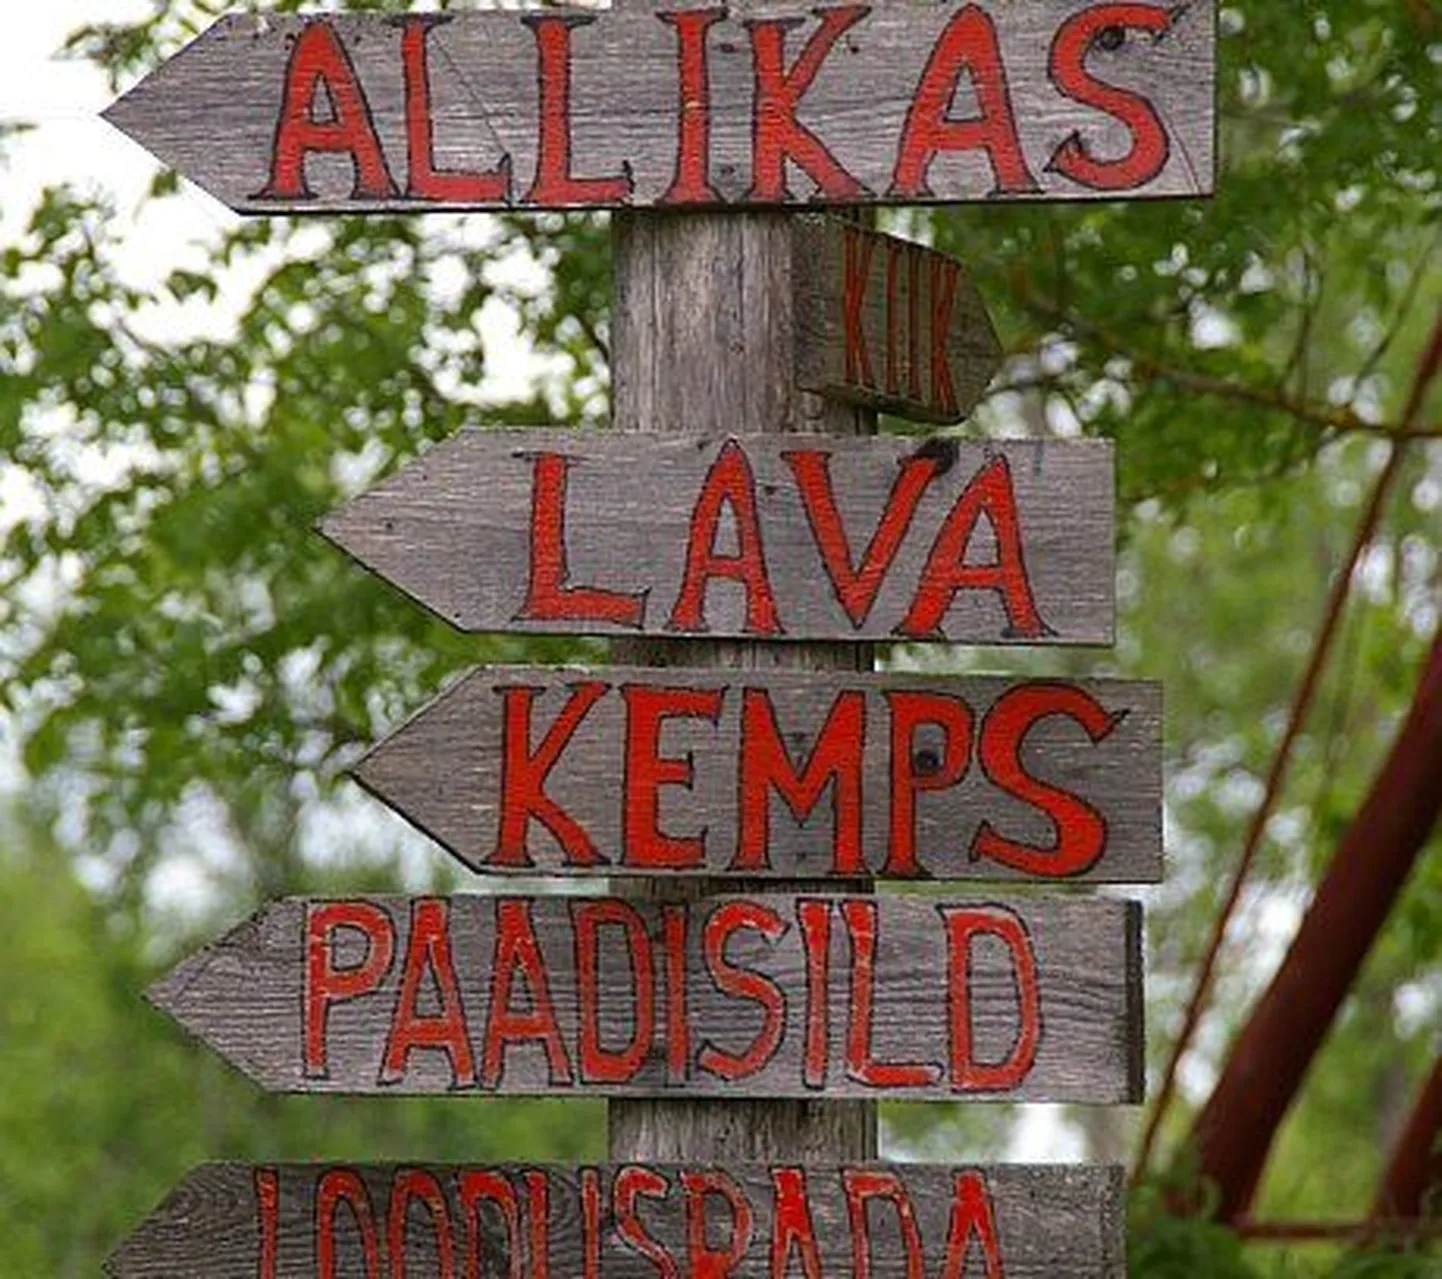 ALLIKAS
KIIK
LAVA
KEMPS
PAADISILD
LOODUSRADA